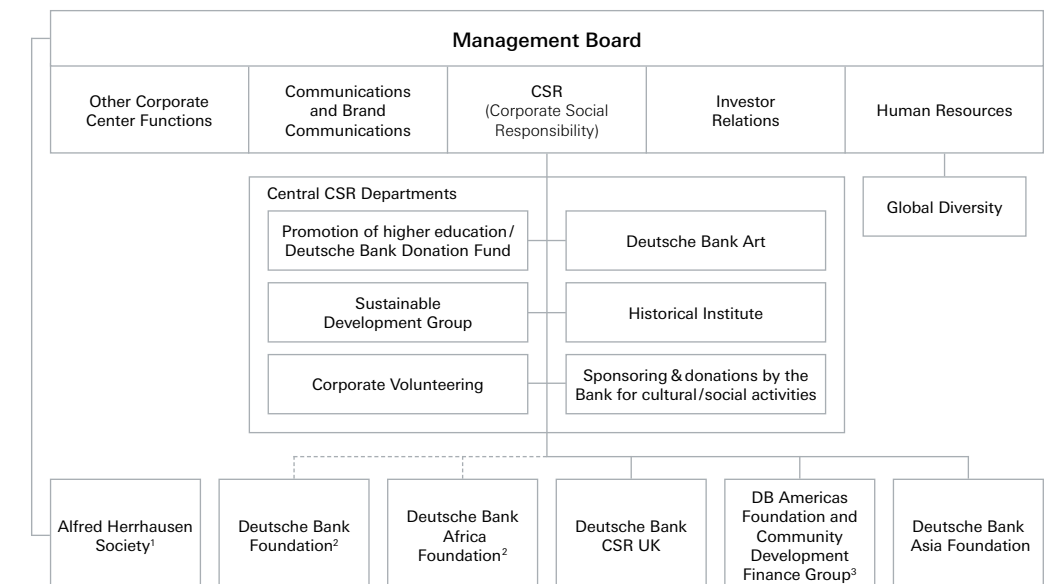 Management Board
Other Corporate
Center Functions
Communications
and Brand
Communications
CSR
(Corporate Social
Responsibility)
Investor
Relations
Human Resources
Central CSR Departments
Global Diversity
Promotion of higher education/
Deutsche Bank Donation Fund
Deutsche Bank Art
Sustainable
Development Group
Historical Institute
Corporate Volunteering
Sponsoring & donations by the
Bank for cultural/social activities
Alfred Herrhausen
Society¹
Deutsche Bank
Foundation²
Deutsche Bank
Africa
Foundation²
Deutsche Bank
CSR UK
DB Americas
Foundation and
Community
Development
Finance Group³
Deutsche Bank
Asia Foundation